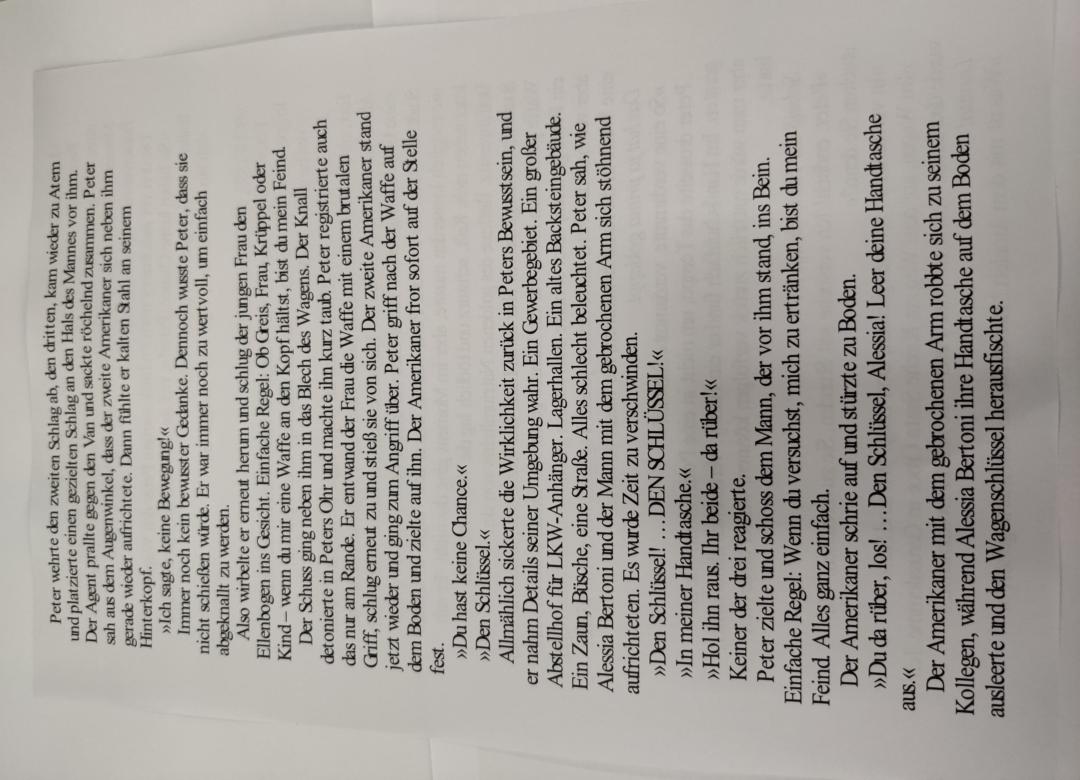 Peter wehrte den zweiten Schlag ab, den dritten, kam wieder zu Atem
und platzierte einen gezielten Schlag an den Hals des Mannes vor ihm.
Der Agent prallte gegen den Van und sackte röchelnd zusammen. Peter
sah aus dem Augenwinkel, dass der zweite Amerikaner sich neben ihm
gerade wieder aufrichtete. Dann fühlte er kalten Stahl an seinem
Hinterkopf.
»Ich sagte, keine Bewegung!«
Immer noch kein bewusster Gedanke. Dennoch wusste Peter, dass sie
nicht schießen würde. Er war immer noch zu wertvoll, um einfach
abgeknallt zu werden.
Also wirbelte er erneut herum und schlug der jungen Frau den
Ellenbogen ins Gesicht. Einfache Regel: Ob Greis, Frau, Krüppel oder
Kind – wenn du mir eine Waffe an den Kopf hältst, bist du mein Feind.
Der Schuss ging neben ihm in das Blech des Wagens. Der Knall
detonierte in Peters Ohr und machte ihn kurz taub. Peter registrierte auch
das nur am Rande. Er entwand der Frau die Waffe mit einem brutalen
Griff, schlug erneut zu und stieß sie von sich. Der zweite Amerikaner stand
jetzt wieder und ging zum Angriff über. Peter griff nach der Waffe auf
dem Boden und zielte auf ihn. Der Amerikaner fror sofort auf der Stelle
fest.
»Du hast keine Chance.«
»Den Schlüssel.«
Allmählich sickerte die Wirklichkeit zurück in Peters Bewusstsein, und
er nahm Details seiner Umgebung wahr. Ein Gewerbegebiet. Ein großer
Abstellhof für LKW-Anhänger. Lagerhallen. Ein altes Backsteingebäude.
Ein Zaun, Büsche, eine Straße. Alles schlecht beleuchtet. Peter sah, wie
Alessia Bertoni und der Mann mit dem gebrochenen Arm sich stöhnend
aufrichteten. Es wurde Zeit zu verschwinden.
»Den Schlüssel! … DEN SCHLÜSSEL!«
»In meiner Handtasche.«
»Hol ihn raus. Ihr beide – da rüber!«
Keiner der drei reagierte.
Peter zielte und schoss dem Mann, der vor ihm stand, ins Bein.
Einfache Regel: Wenn du versuchst, mich zu ertränken, bist du mein
Feind. Alles ganz einfach.
Der Amerikaner schrie auf und stürzte zu Boden.
»Du da rüber, los! … Den Schlüssel, Alessia! Leer deine Handtasche
aus.«
Der Amerikaner mit dem gebrochenen Arm robbte sich zu seinem
Kollegen, während Alessia Bertoni ihre Handtasche auf dem Boden
ausleerte und den Wagenschlüssel herausfischte.